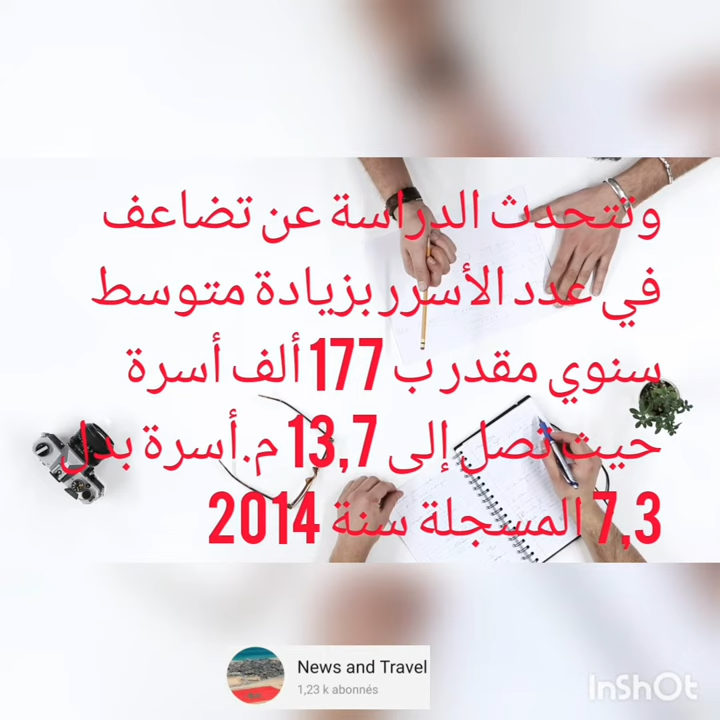 وتتحدث الدراسة عن تضاعف
في عدد الأسرر بزيادة متوسط
سنوي مقدر ب 177 ألف أسرة
حيث تصل إلى 13,7 م.أسرة بدل
7,3 المسجلة سنة 2014
News and Travel
1,23 k abonnés
InShOt